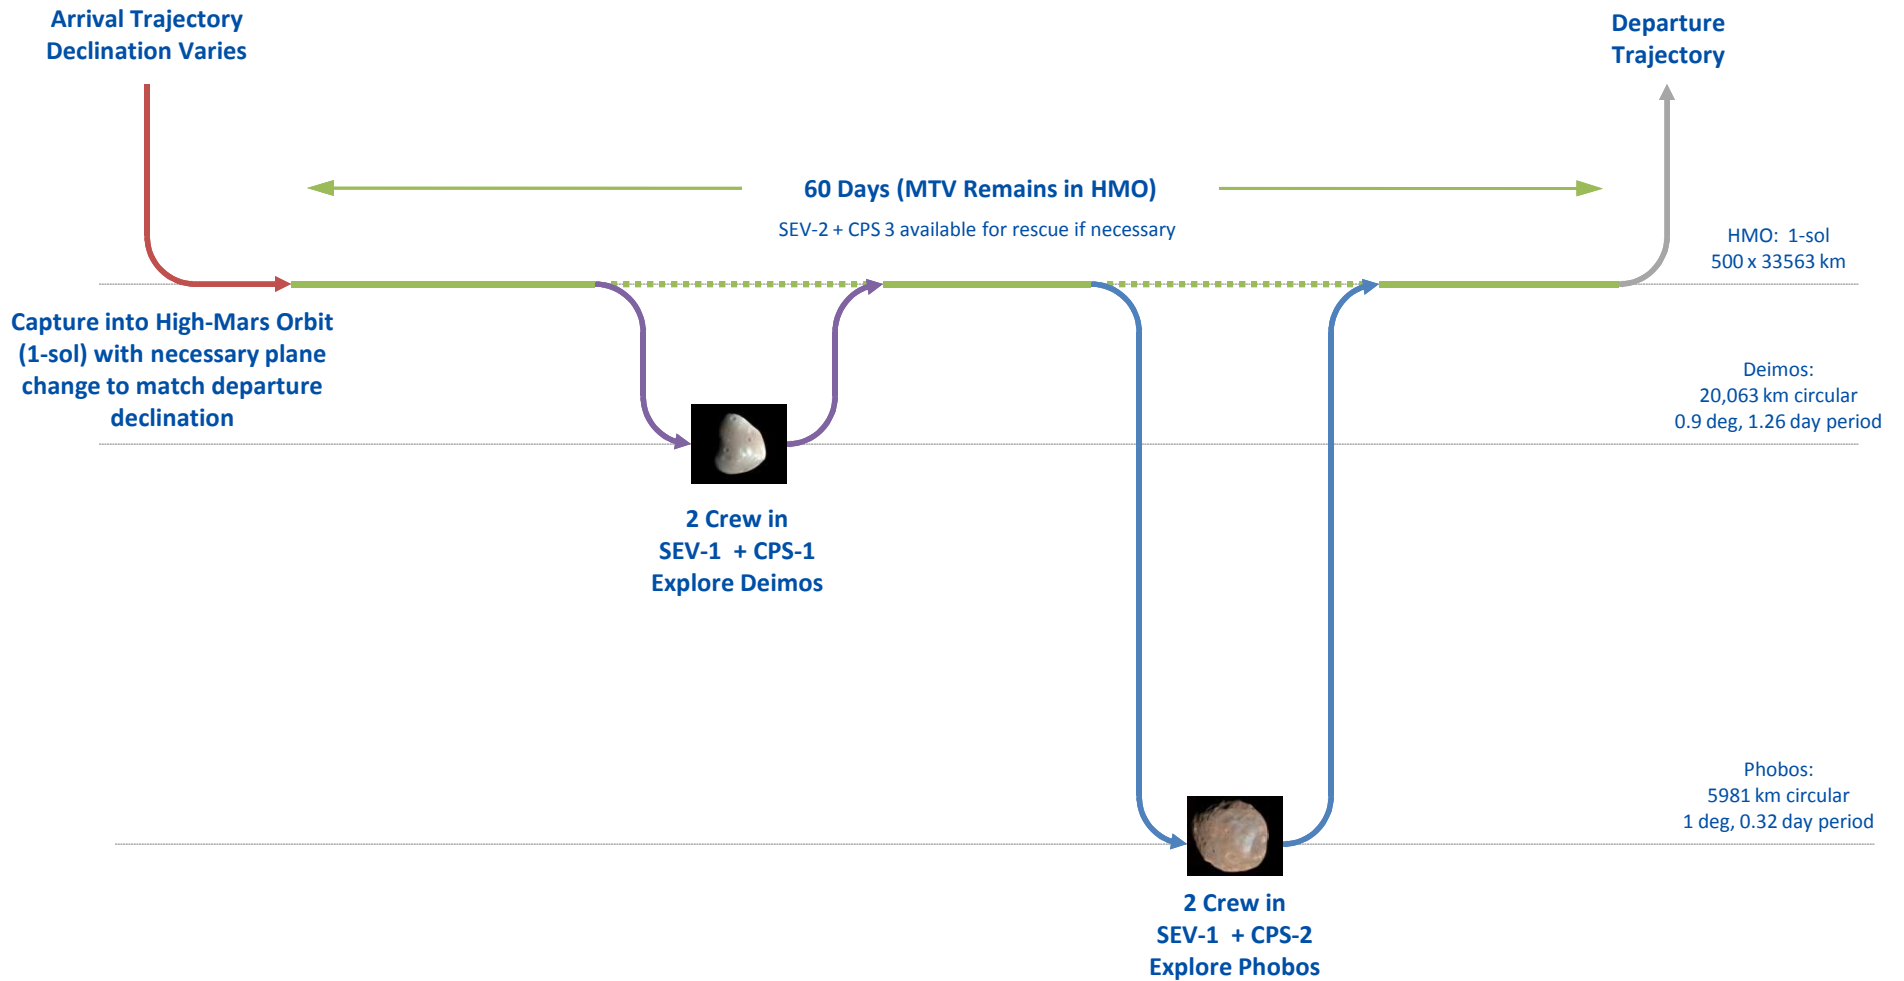 Arrival Trajectory
Declination Varies
Departure
Trajectory
60 Days (MTV Remains in HMO)
SEV-2 + CPS 3 available for rescue if necessary
HMO: 1-sol
500 x 33563 km
Capture into High-Mars Orbit
(1-sol) with necessary plane
change to match departure
declination
Deimos:
20,063 km circular
0.9 deg, 1.26 day period
2 Crew in
SEV-1 + CPS-1
Explore Deimos
Phobos:
5981 km circular
1 deg, 0.32 day period
2 Crew in
SEV-1 + CPS-2
Explore Phobos